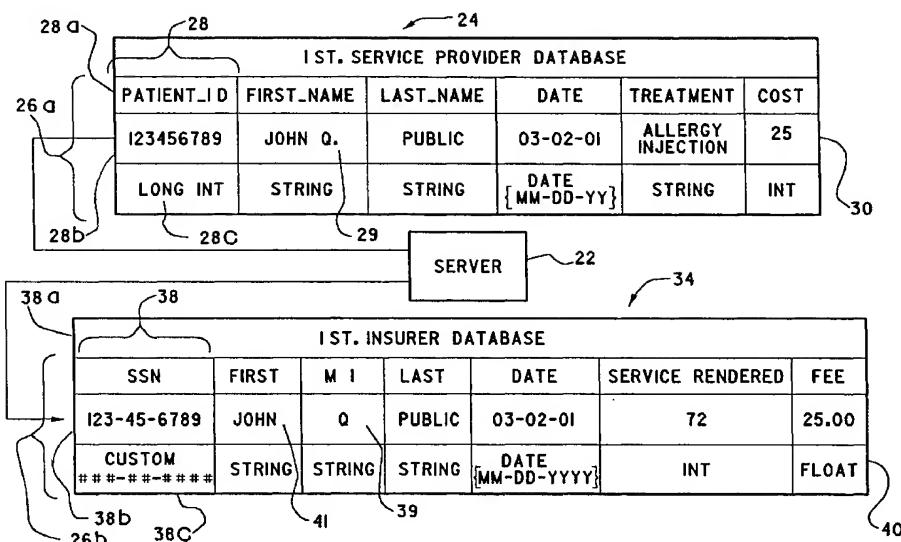 24
28a
28
1ST. SERVICE PROVIDER DATABASE
26a
PATIENT_ID FIRST_NAME LAST_NAME DATE TREATMENT COST
123456789 JOHN Q. PUBLIC 03-02-01 ALLERGY INJECTION 25
LONG INT STRING STRING DATE {MM-DD-YY} STRING INT
30
28b
28C
29
SERVER
22
34
38a
38
1ST. INSURER DATABASE
SSN FIRST M I LAST DATE SERVICE RENDERED FEE
123-45-6789 JOHN Q PUBLIC 03-02-01 72 25.00
CUSTOM ###-##-#### STRING STRING STRING DATE {MM-DD-YYYY} INT FLOAT
38b
26b
38C
41
39
40